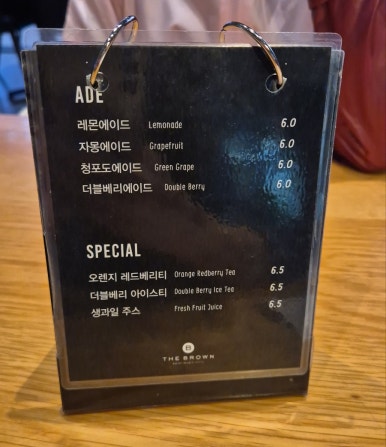 ADE
레몬에이드 Lemonade 6.0
자몽에이드 Grapefruit 6.0
청포도에이드 Green Grape 6.0
더블베리에이드 Double Berry 6.0
SPECIAL
오렌지 레드베리티 Orange Redberry Tea 6.5
더블베리 아이스티 Double Berry Ice Tea 6.5
생과일 주스 Fresh Fruit Juice 6.5
B
THE BROWN